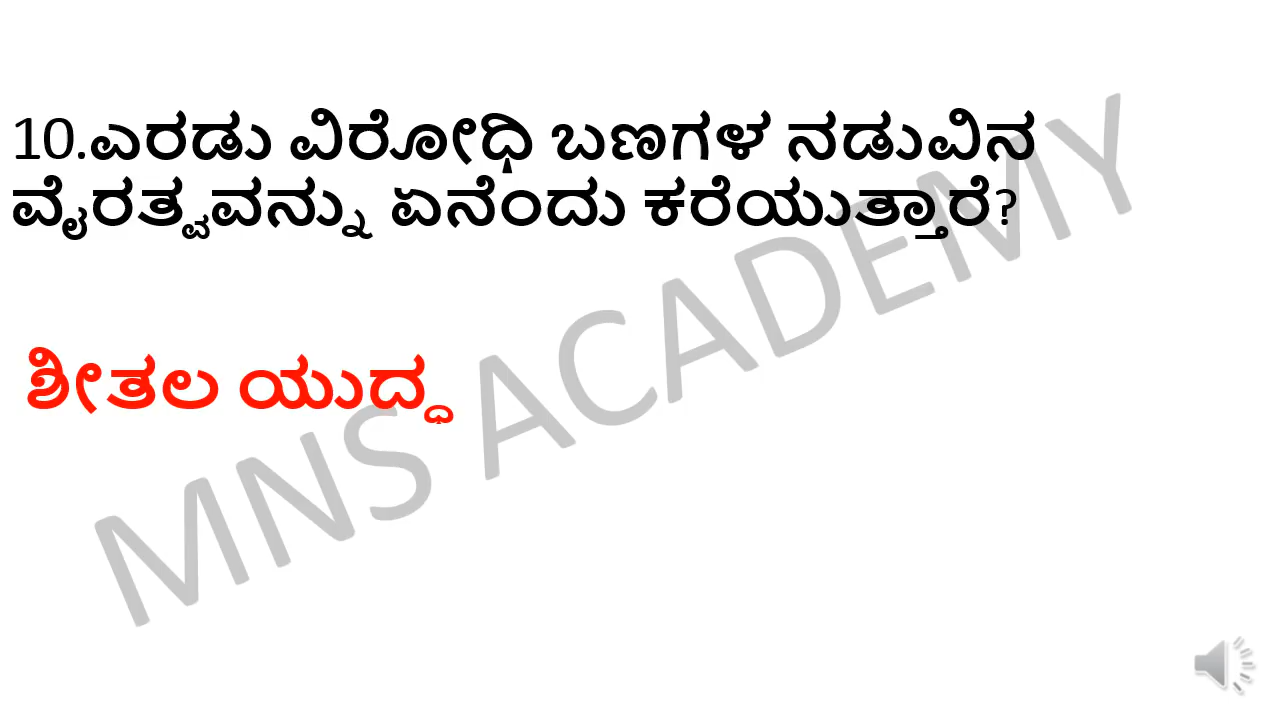 10.ಎರಡು ವಿರೋಧಿ ಬಣಗಳ ನಡುವಿನ
ವೈರತ್ವವನ್ನು ಏನೆಂದು ಕರೆಯುತ್ತಾರೆ?
ಶೀತಲ ಯುದ್ಧ
MNS ACADEMY